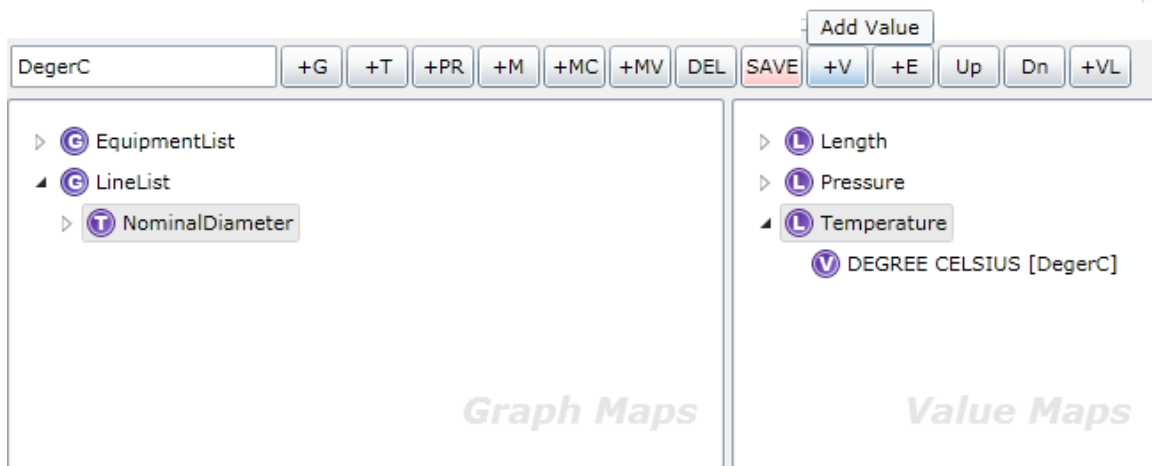 Add Value
DegerC +G +T +PR +M +MC +MV DEL SAVE +V +E Up Dn +VL
G EquipmentList
G LineList
T NominalDiameter
Graph Maps
L Length
L Pressure
L Temperature
V DEGREE CELSIUS [DegerC]
Value Maps